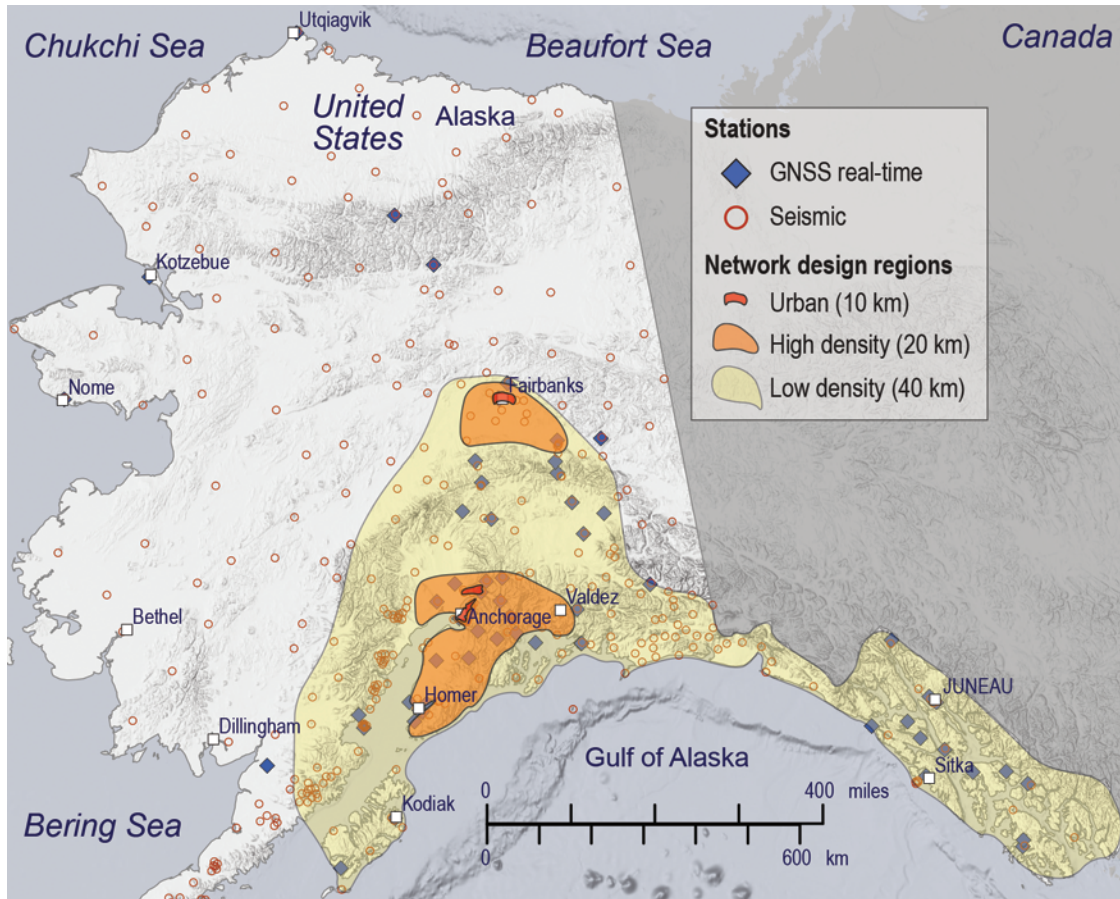 Utqiagvik
Chukchi Sea
Beaufort Sea
Canada
United
States
Alaska
Stations
GNSS real-time
Seismic
Network design regions
Urban (10 km)
High density (20 km)
Low density (40 km)
Kotzebue
Nome
Fairbanks
Bethel
Anchorage
Valdez
Homer
JUNEAU
Dillingham
Gulf of Alaska
Sitka
0
400 miles
Kodiak
Bering Sea
0
600 km